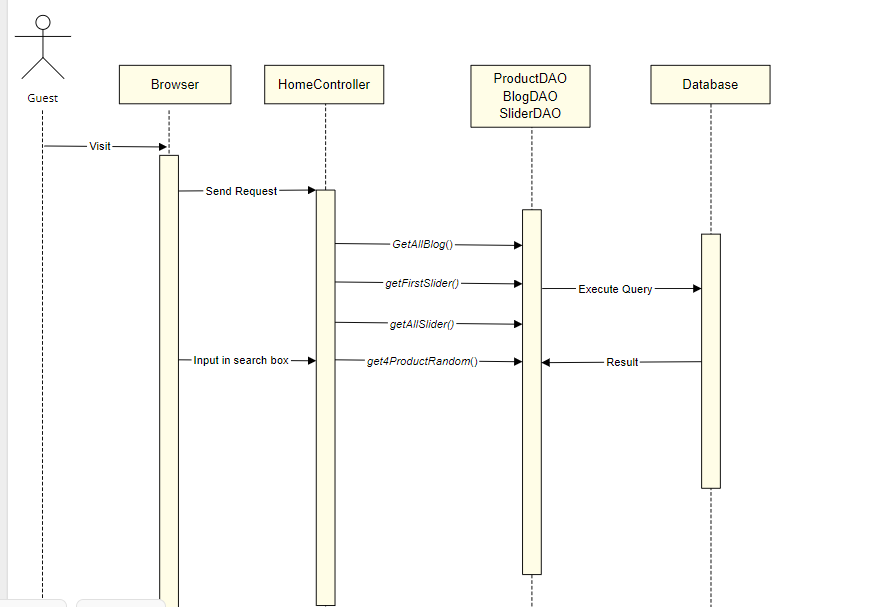 Guest
Browser
HomeController
ProductDAO
BlogDAO
SliderDAO
Database
Visit
Send Request
GetAllBlog()
getFirstSlider()
Execute Query
getAllSlider()
Input in search box
get4ProductRandom()
Result